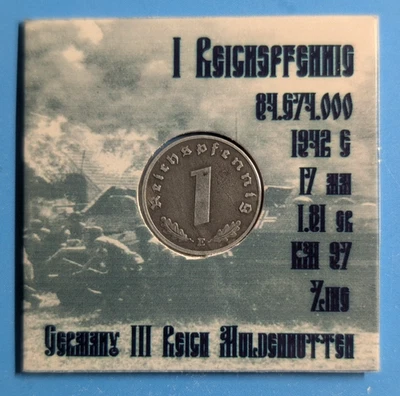 I Reichspfennig
84.674.000
1942 E
17 mm
1.81 gr
KM 97
Zinc
Reichspfennig
1
E
Germany III Reich Muldenhutten